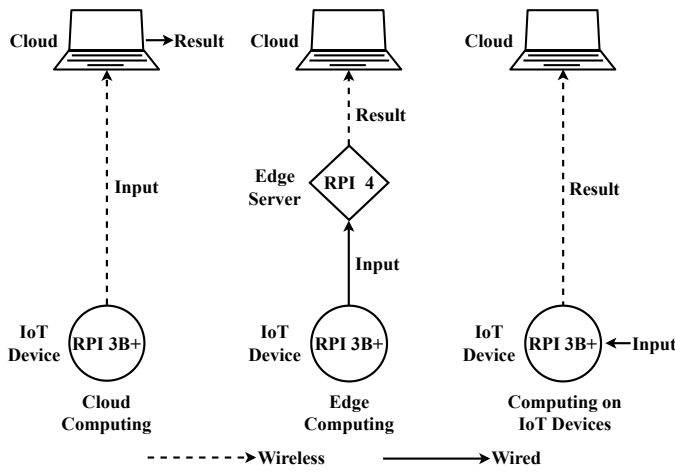 Cloud
Result
Input
IoT
Device
RPI 3B+
Cloud
Computing
Cloud
Result
Edge
Server
RPI 4
Input
IoT
Device
RPI 3B+
Edge
Computing
Cloud
Result
IoT
Device
RPI 3B+
Input
Computing on
IoT Devices
Wireless
Wired